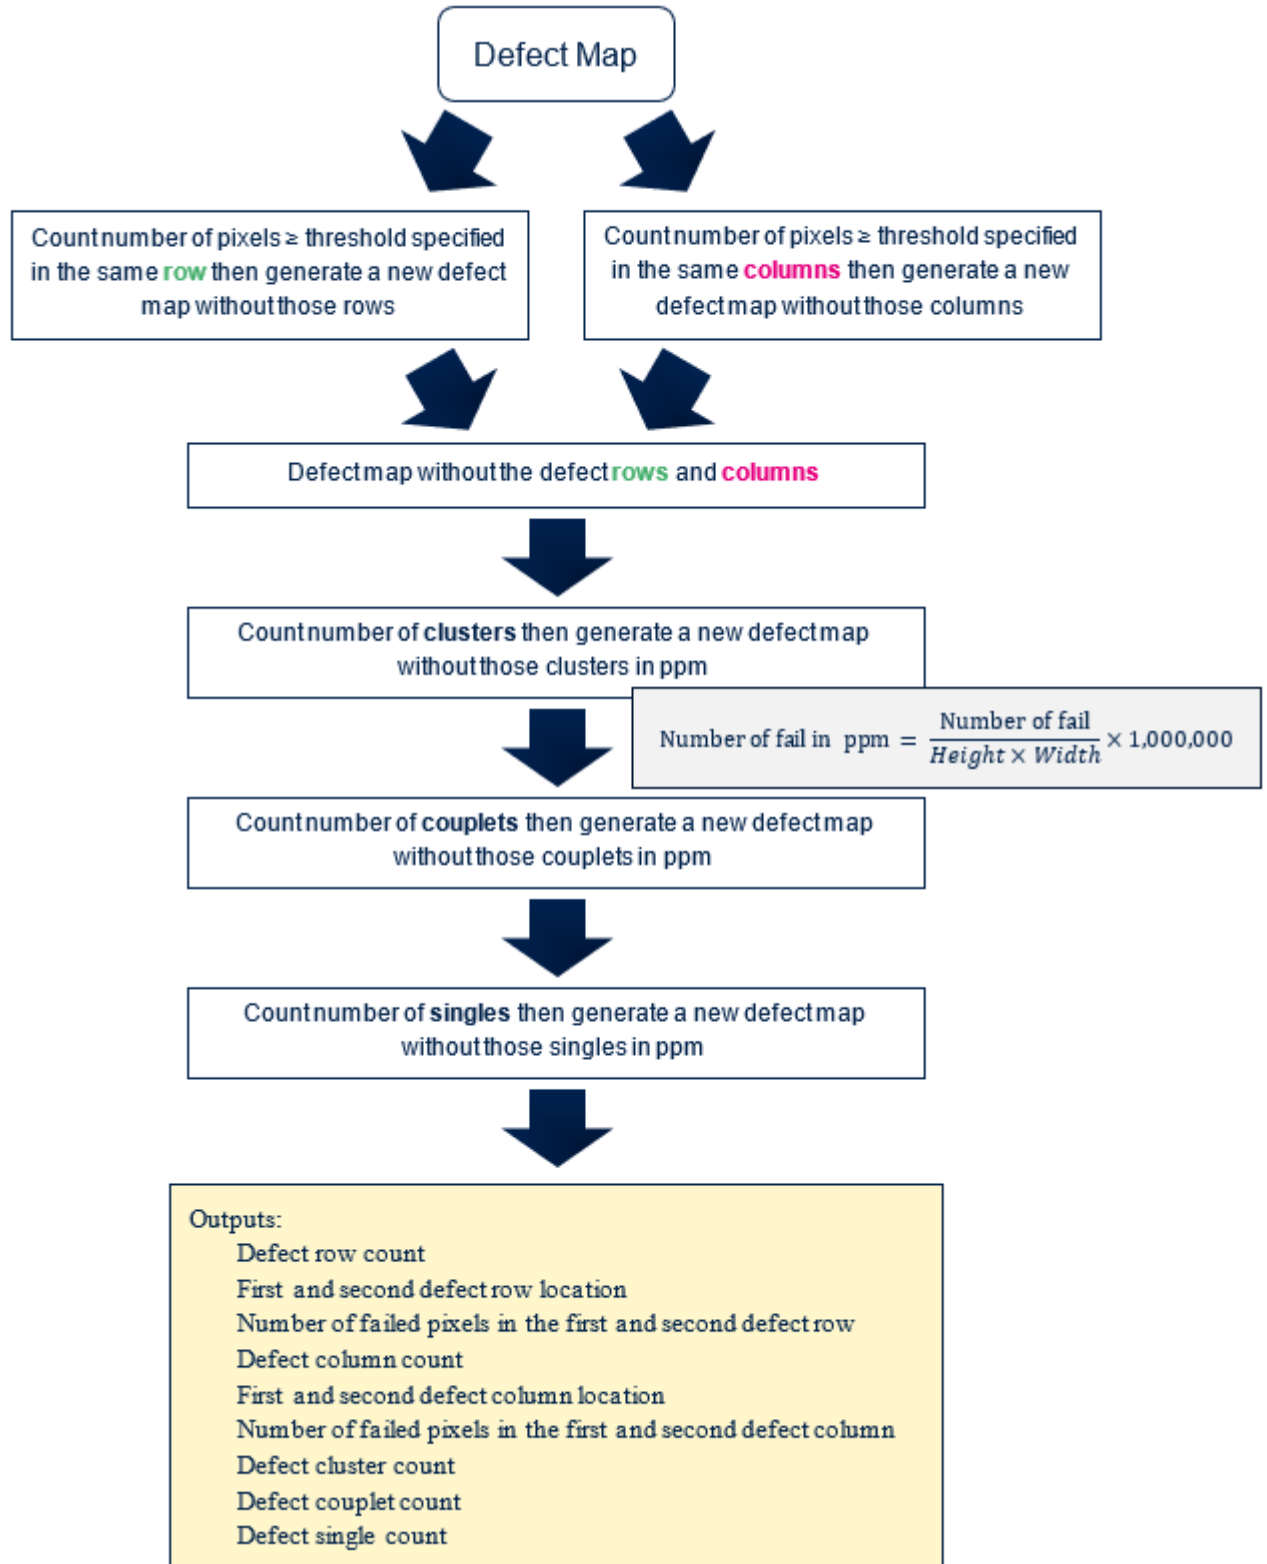 Defect Map
Count number of pixels ≥ threshold specified
in the same row then generate a new defect
map without those rows
Count number of pixels ≥ threshold specified
in the same columns then generate a new
defect map without those columns
Defect map without the defect rows and columns
Count number of clusters then generate a new defect map
without those clusters in ppm
Number of fail in ppm = Number of fail / Height × Width × 1,000,000
Count number of couplets then generate a new defect map
without those couplets in ppm
Count number of singles then generate a new defect map
without those singles in ppm
Outputs:
Defect row count
First and second defect row location
Number of failed pixels in the first and second defect row
Defect column count
First and second defect column location
Number of failed pixels in the first and second defect column
Defect cluster count
Defect couplet count
Defect single count